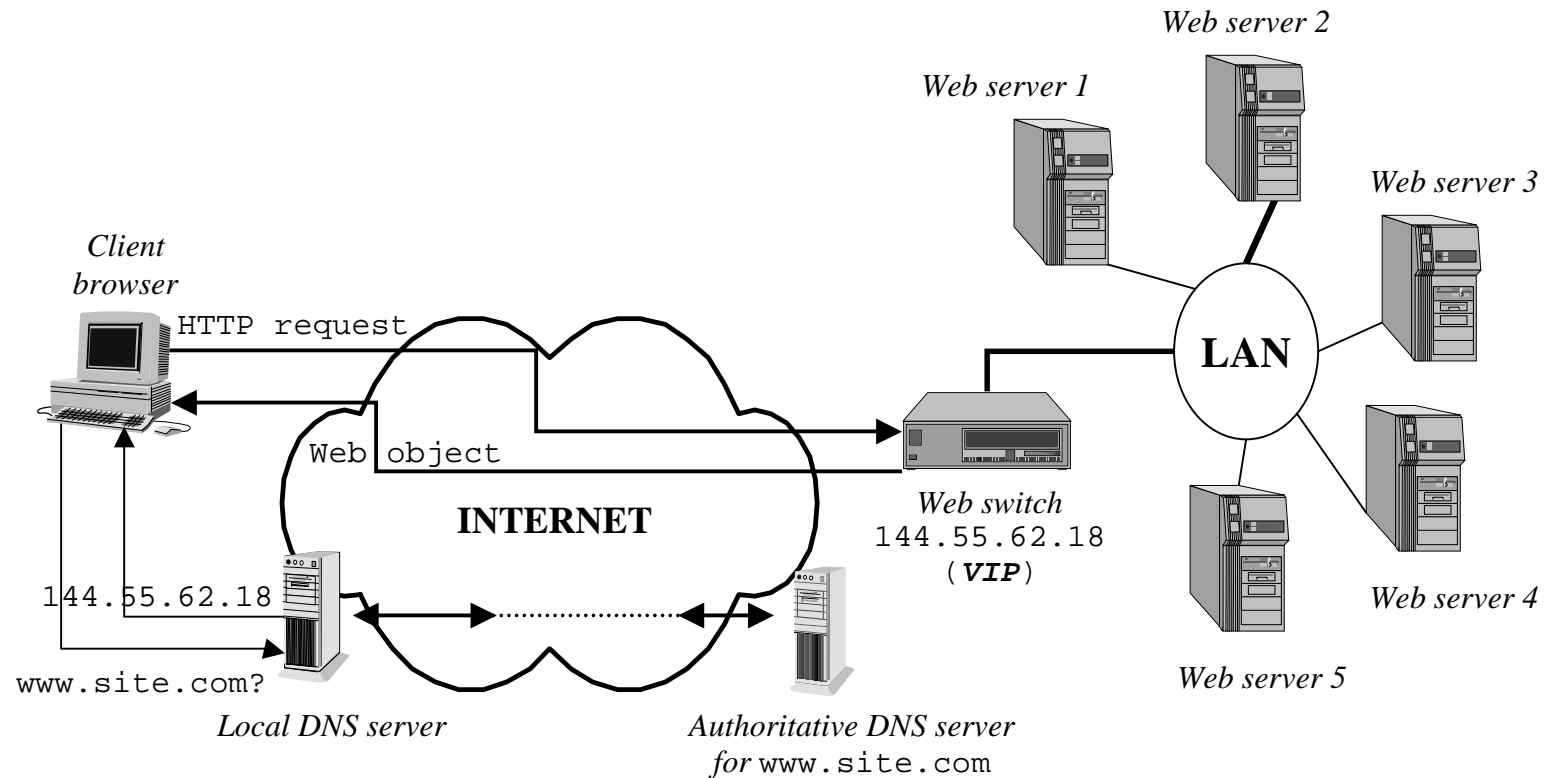 Web server 2
Web server 1
Web server 3
Client
browser
HTTP request
LAN
Web object
INTERNET
Web switch
144.55.62.18
(VIP)
144.55.62.18
Web server 4
www.site.com?
Web server 5
Local DNS server
Authoritative DNS server
for www.site.com